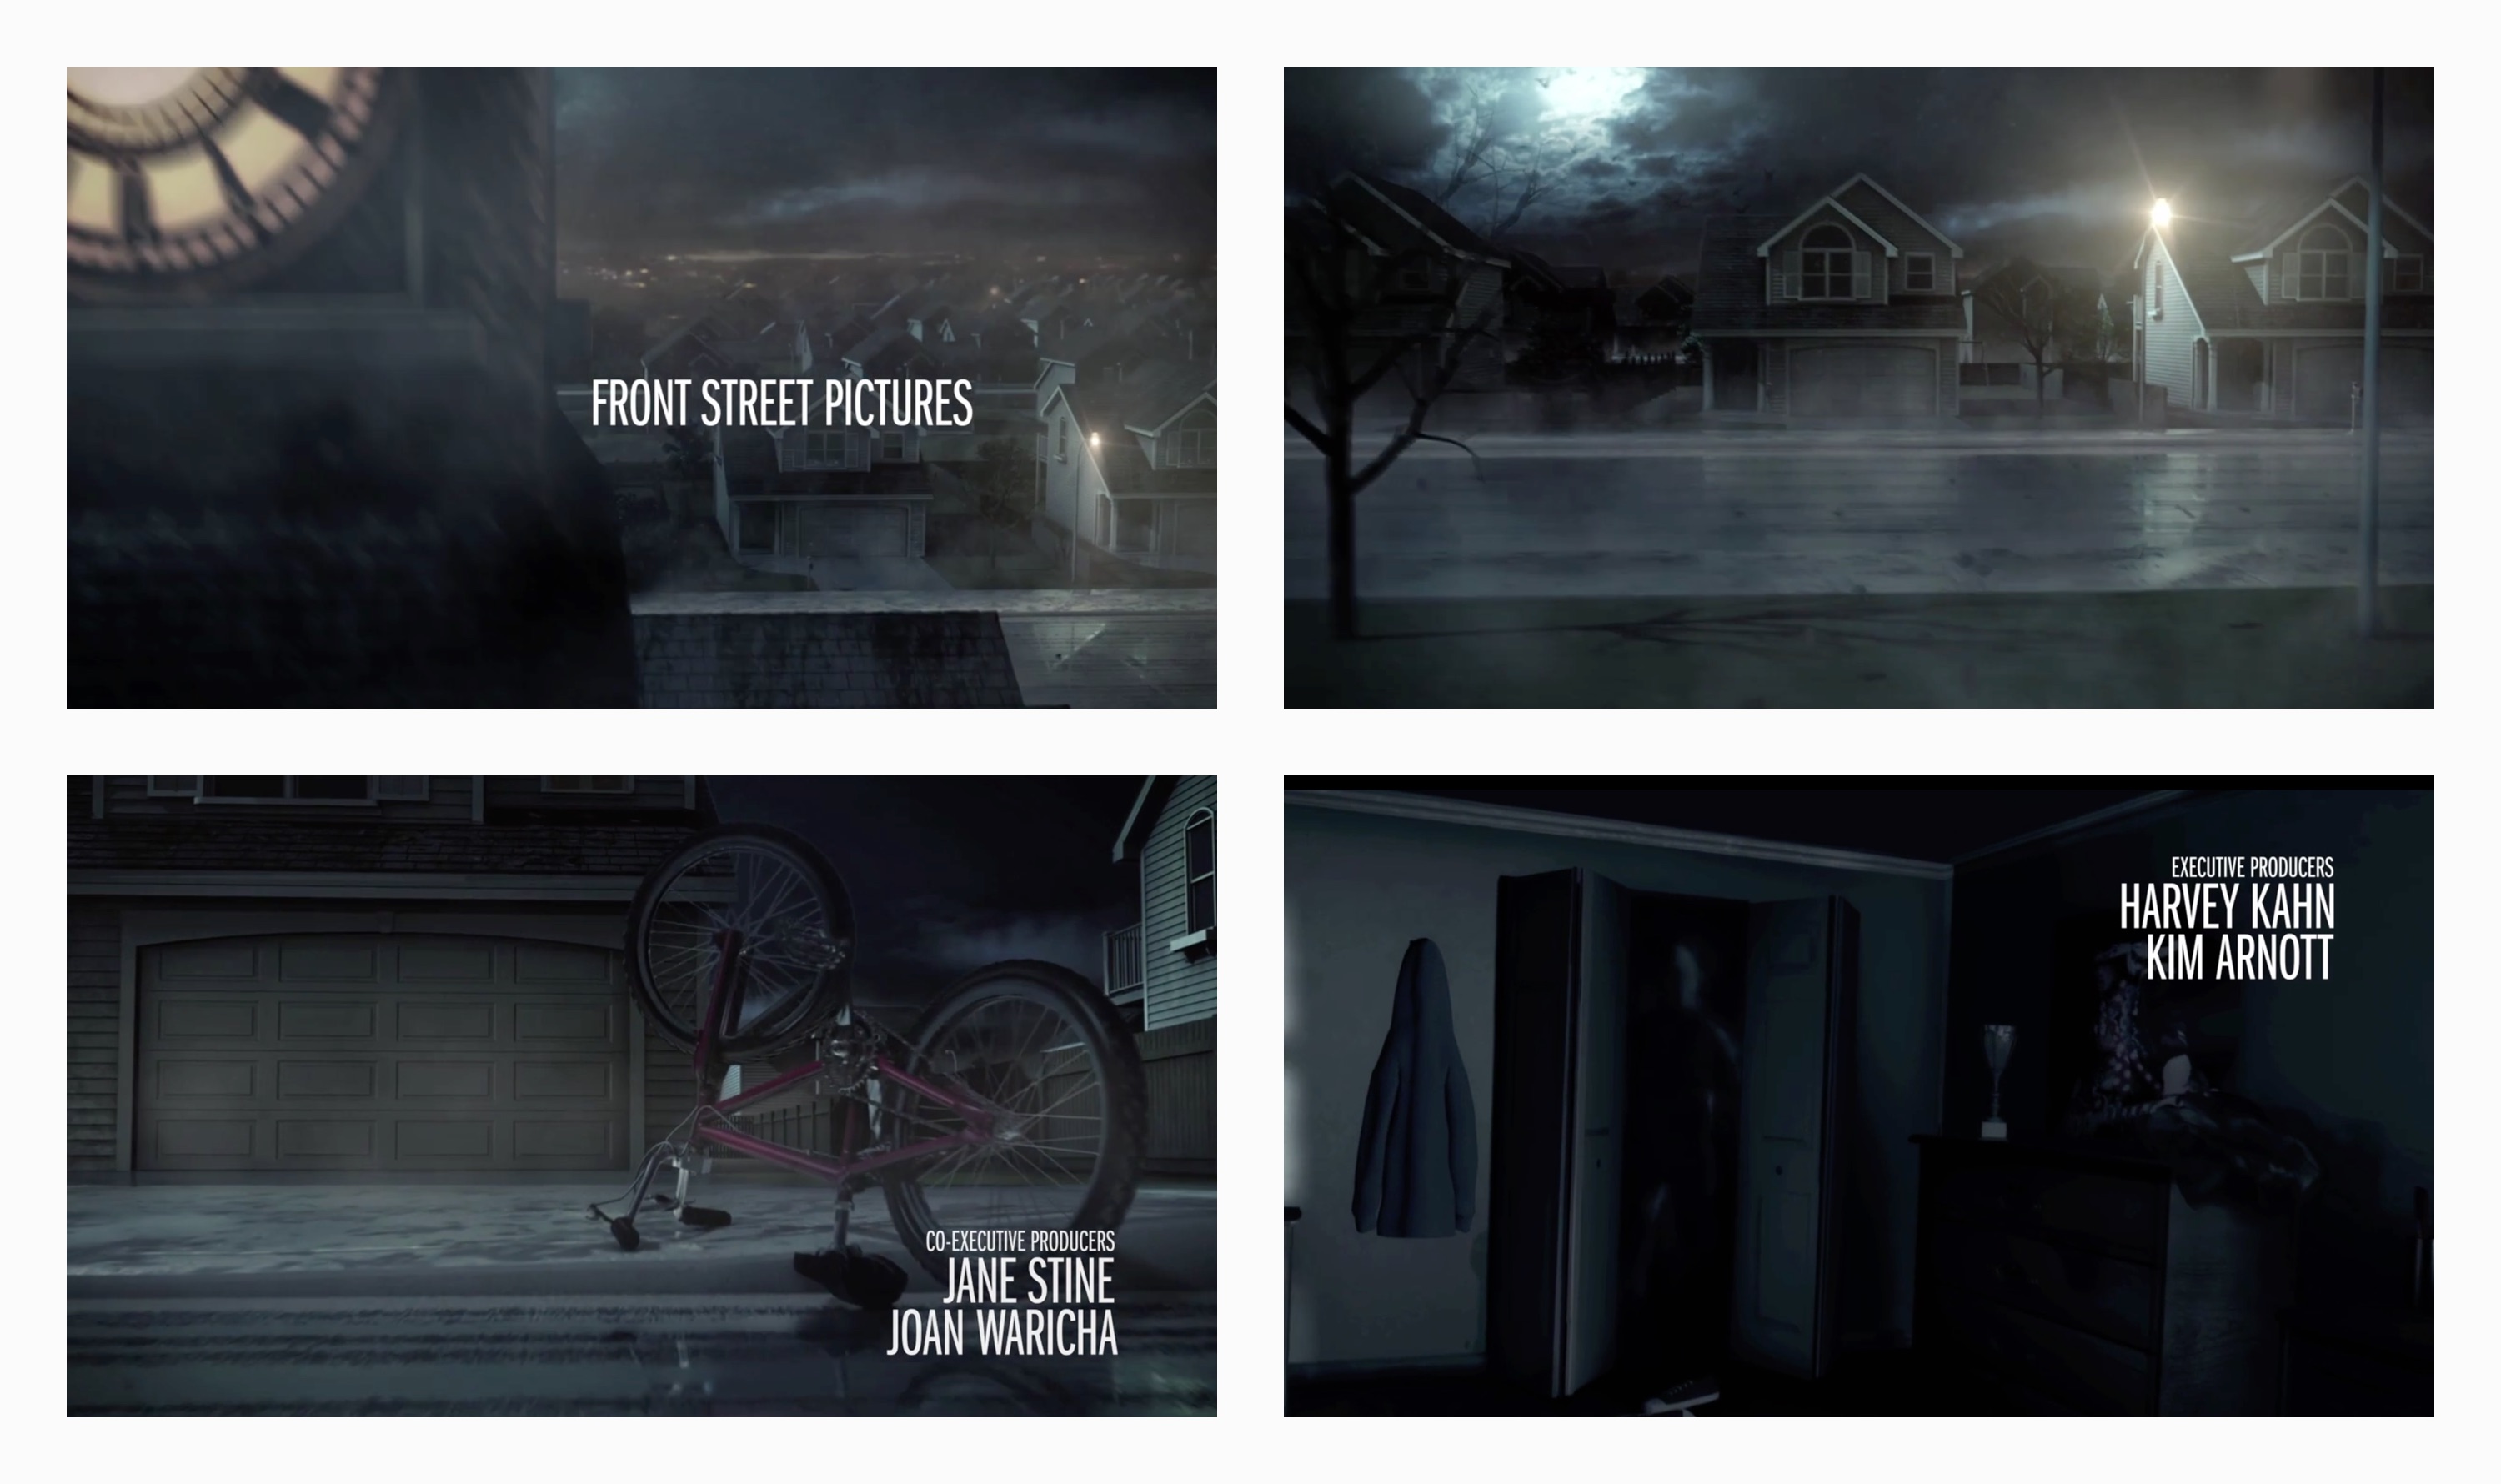 FRONT STREET PICTURES
CO-EXECUTIVE PRODUCERS
JANE STINE
JOAN WARICHA
EXECUTIVE PRODUCERS
HARVEY KAHN
KIM ARNOTT